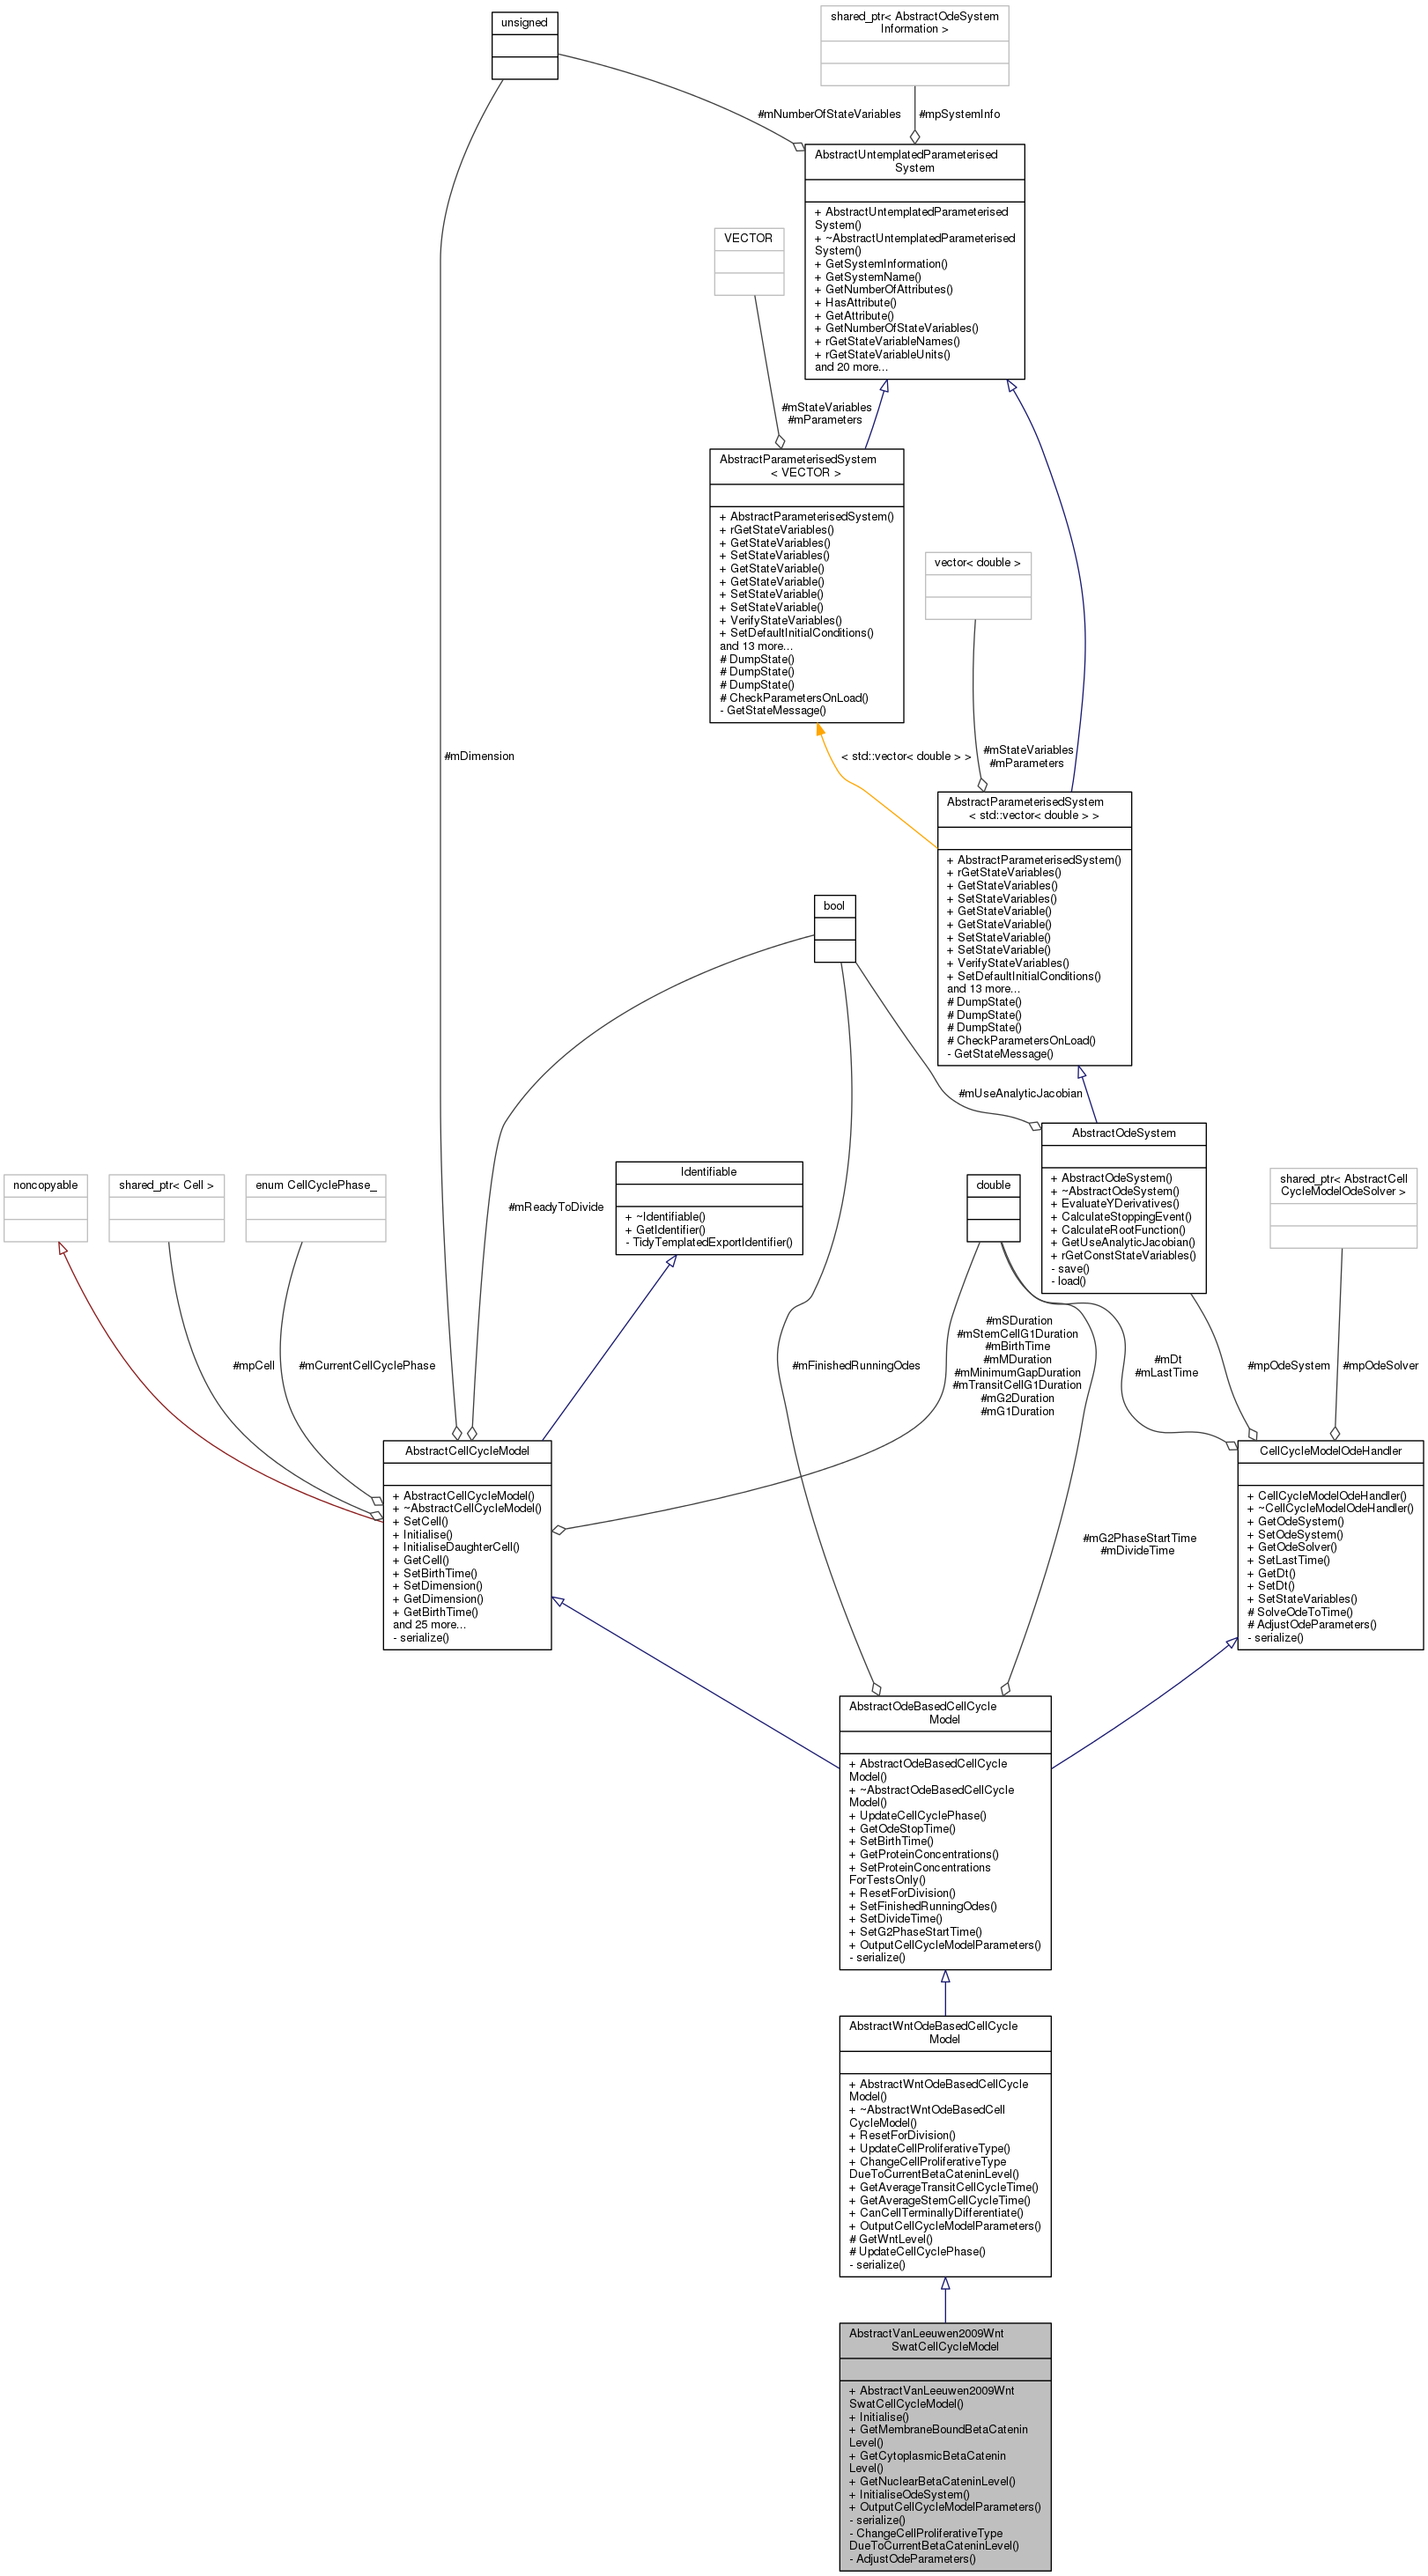 unsigned
shared_ptr< AbstractOdeSystem
Information >
#mNumberOfStateVariables
#mpSystemInfo
AbstractUntemplatedParameterised
System
+ AbstractUntemplatedParameterised
System()
+ ~AbstractUntemplatedParameterised
System()
+ GetSystemInformation()
+ GetSystemName()
+ GetNumberOfAttributes()
+ HasAttribute()
+ GetAttribute()
+ GetNumberOfStateVariables()
+ rGetStateVariableNames()
+ rGetStateVariableUnits()
and 20 more...
VECTOR
#mStateVariables
#mParameters
AbstractParameterisedSystem
< VECTOR >
+ AbstractParameterisedSystem()
+ rGetStateVariables()
+ GetStateVariables()
+ SetStateVariables()
+ GetStateVariable()
+ GetStateVariable()
+ SetStateVariable()
+ SetStateVariable()
+ VerifyStateVariables()
+ SetDefaultInitialConditions()
and 13 more...
# DumpState()
# DumpState()
# DumpState()
# CheckParametersOnLoad()
- GetStateMessage()
vector< double >
#mDimension
< std::vector< double > >
#mStateVariables
#mParameters
AbstractParameterisedSystem
< std::vector< double > >
+ AbstractParameterisedSystem()
+ rGetStateVariables()
+ GetStateVariables()
+ SetStateVariables()
+ GetStateVariable()
+ GetStateVariable()
+ SetStateVariable()
+ SetStateVariable()
+ VerifyStateVariables()
+ SetDefaultInitialConditions()
and 13 more...
# DumpState()
# DumpState()
# DumpState()
# CheckParametersOnLoad()
- GetStateMessage()
bool
#mUseAnalyticJacobian
AbstractOdeSystem
+ AbstractOdeSystem()
+ ~AbstractOdeSystem()
+ EvaluateYDerivatives()
+ CalculateStoppingEvent()
+ CalculateRootFunction()
+ GetUseAnalyticJacobian()
+ rGetConstStateVariables()
- save()
- load()
noncopyable
shared_ptr< Cell >
enum CellCyclePhase_
#mReadyToDivide
Identifiable
+ ~Identifiable()
+ GetIdentifier()
- TidyTemplatedExportIdentifier()
double
shared_ptr< AbstractCell
CycleModelOdeSolver >
#mpCell
#mCurrentCellCyclePhase
#mFinishedRunningOdes
#mSDuration
#mStemCellG1Duration
#mBirthTime
#mMDuration
#mMinimumGapDuration
#mTransitCellG1Duration
#mG2Duration
#mG1Duration
#mDt
#mLastTime
#mpOdeSystem
#mpOdeSolver
AbstractCellCycleModel
+ AbstractCellCycleModel()
+ ~AbstractCellCycleModel()
+ SetCell()
+ Initialise()
+ InitialiseDaughterCell()
+ GetCell()
+ SetBirthTime()
+ SetDimension()
+ GetDimension()
+ GetBirthTime()
and 25 more...
- serialize()
#mG2PhaseStartTime
#mDivideTime
CellCycleModelOdeHandler
+ CellCycleModelOdeHandler()
+ ~CellCycleModelOdeHandler()
+ GetOdeSystem()
+ SetOdeSystem()
+ GetOdeSolver()
+ SetLastTime()
+ GetDt()
+ SetDt()
+ SetStateVariables()
# SolveOdeToTime()
# AdjustOdeParameters()
- serialize()
AbstractOdeBasedCellCycle
Model
+ AbstractOdeBasedCellCycle
Model()
+ ~AbstractOdeBasedCellCycle
Model()
+ UpdateCellCyclePhase()
+ GetOdeStopTime()
+ SetBirthTime()
+ GetProteinConcentrations()
+ SetProteinConcentrations
ForTestsOnly()
+ ResetForDivision()
+ SetFinishedRunningOdes()
+ SetDivideTime()
+ SetG2PhaseStartTime()
+ OutputCellCycleModelParameters()
- serialize()
AbstractWntOdeBasedCellCycle
Model
+ AbstractWntOdeBasedCellCycle
Model()
+ ~AbstractWntOdeBasedCell
CycleModel()
+ ResetForDivision()
+ UpdateCellProliferativeType()
+ ChangeCellProliferativeType
DueToCurrentBetaCateninLevel()
+ GetAverageTransitCellCycleTime()
+ GetAverageStemCellCycleTime()
+ CanCellTerminallyDifferentiate()
+ OutputCellCycleModelParameters()
# GetWntLevel()
# UpdateCellCyclePhase()
- serialize()
AbstractVanLeeuwen2009Wnt
SwatCellCycleModel
+ AbstractVanLeeuwen2009Wnt
SwatCellCycleModel()
+ Initialise()
+ GetMembraneBoundBetaCatenin
Level()
+ GetCytoplasmicBetaCatenin
Level()
+ GetNuclearBetaCateninLevel()
+ InitialiseOdeSystem()
+ OutputCellCycleModelParameters()
- serialize()
- ChangeCellProliferativeType
DueToCurrentBetaCateninLevel()
- AdjustOdeParameters()